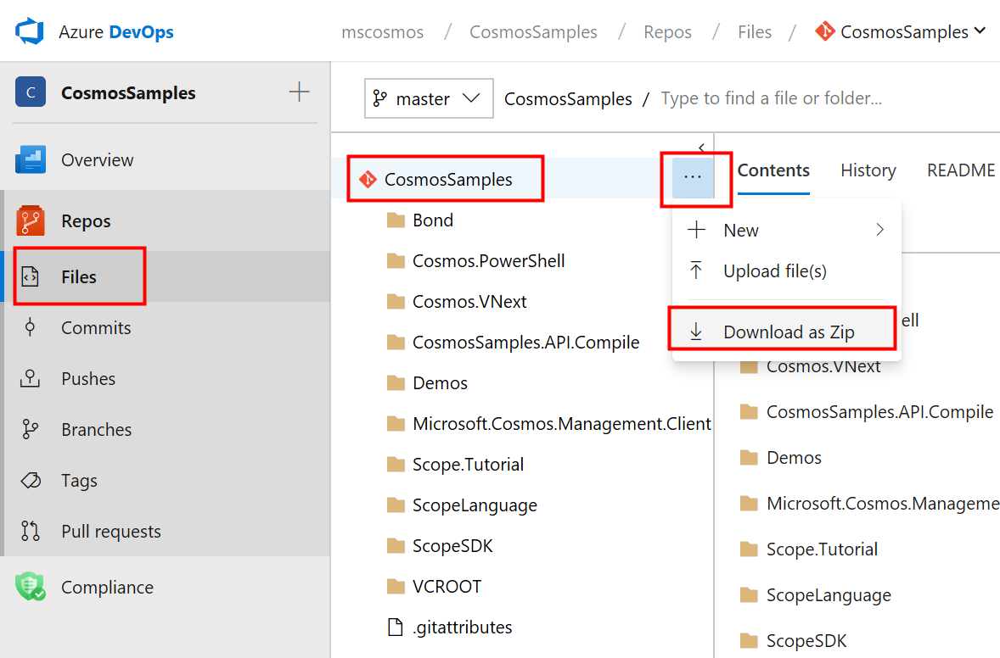 Azure DevOps
mscosmos / CosmosSamples / Repos / Files / CosmosSamples
C CosmosSamples
Overview
Repos
Files
Commits
Pushes
Branches
Tags
Pull requests
Compliance
master
CosmosSamples / Type to find a file or folder...
CosmosSamples ...
Bond
Cosmos.PowerShell
Cosmos.VNext
CosmosSamples.API.Compile
Demos
Microsoft.Cosmos.Management.Client
Scope.Tutorial
ScopeLanguage
ScopeSDK
VCROOT
.gitattributes
Contents History README
New
Upload file(s)
Download as Zip
ell
Cosmos.VNext
CosmosSamples.API.Compile
Demos
Microsoft.Cosmos.Manageme
Scope.Tutorial
ScopeLanguage
ScopeSDK